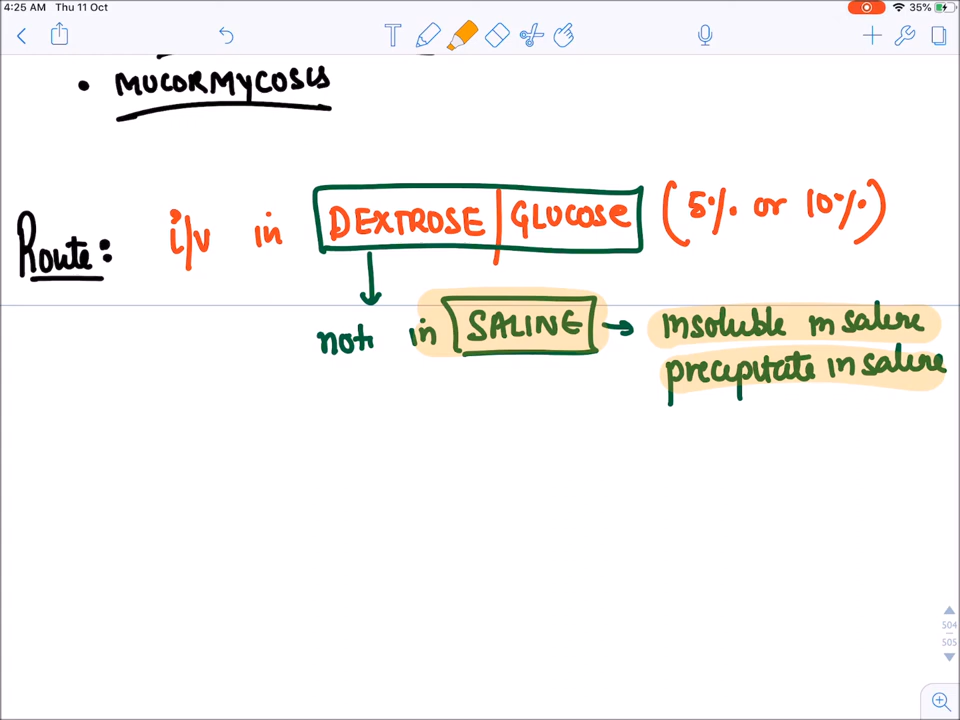 4:25 AM Thu 11 Oct 35%
• MUCORMYCOSIS
Route: i/v in DEXTROSE | GLUCOSE (5% or 10%)
not in SALINE → insoluble in saline
precipitate in saline
504
505